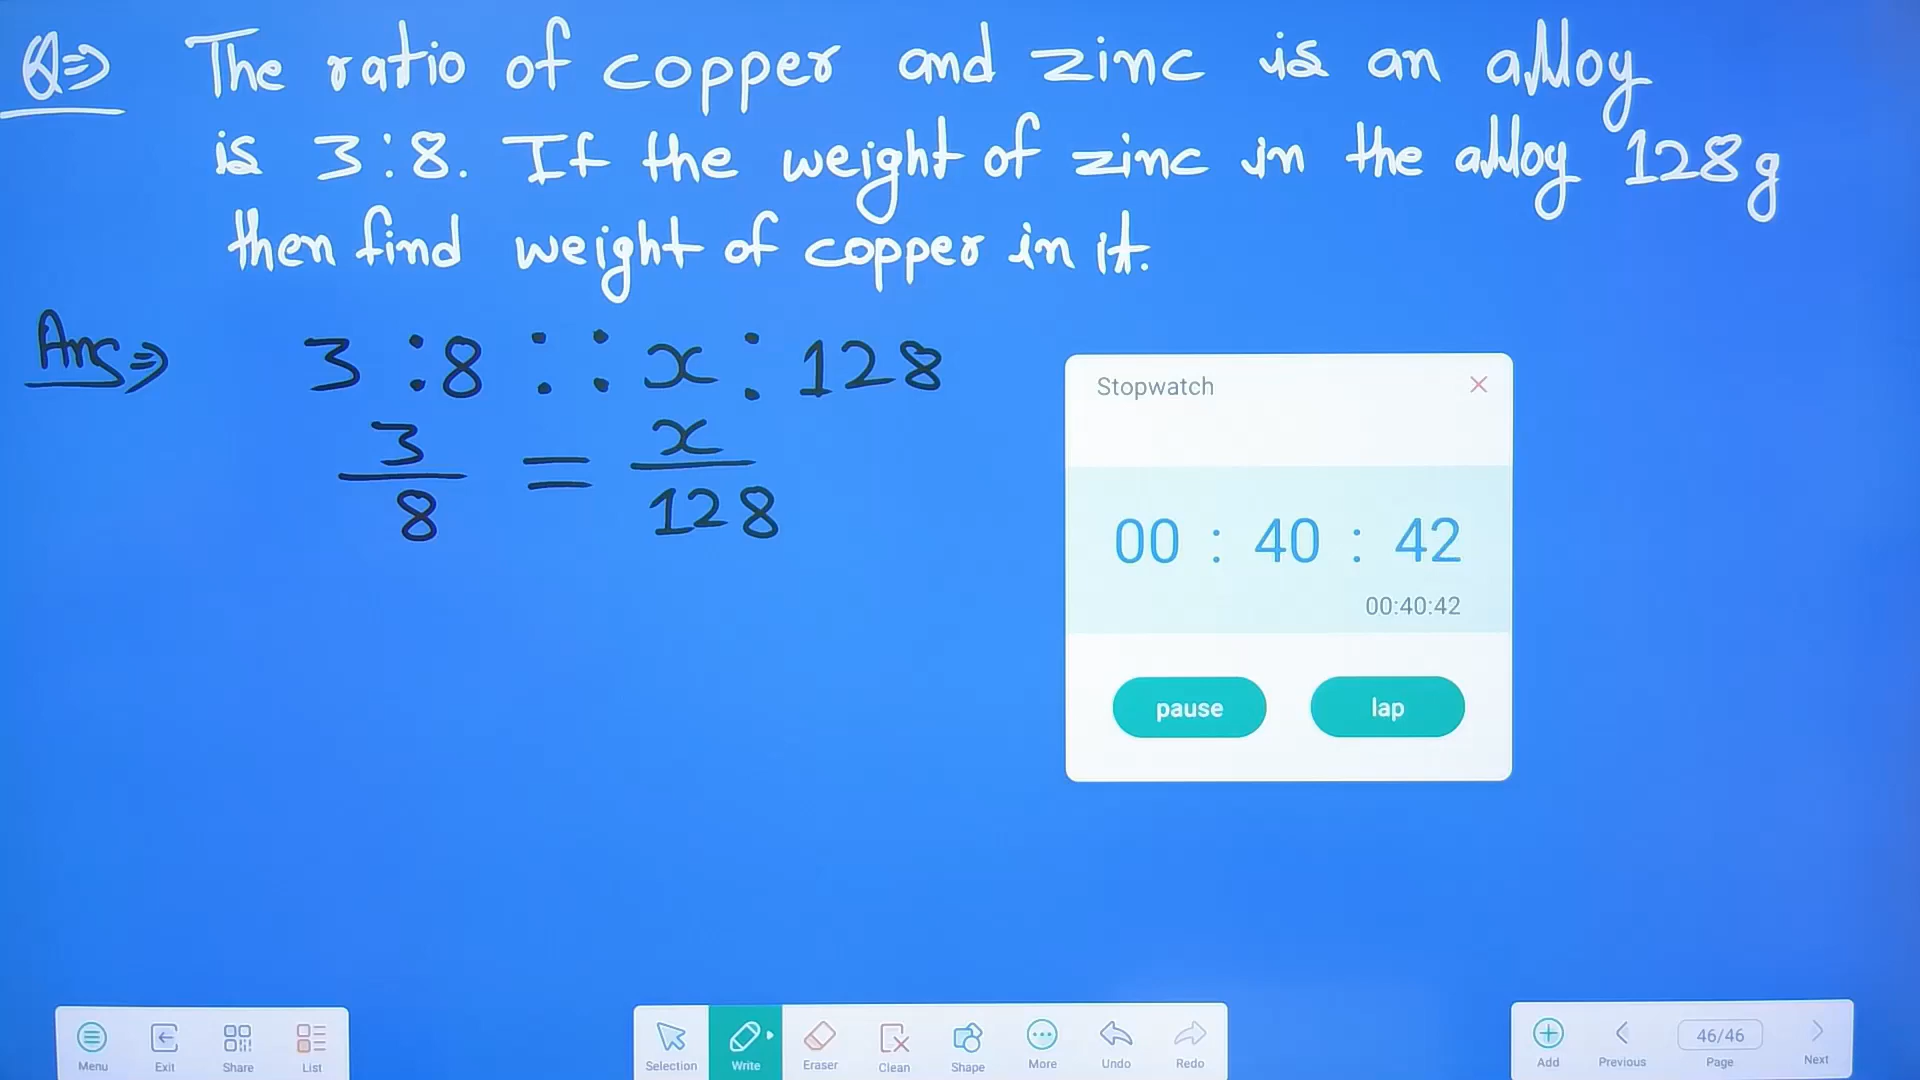 Q⇒ The ratio of copper and zinc is an alloy
is 3:8. If the weight of zinc in the alloy 128g
then find weight of copper in it.
Ans⇒ 3 : 8 : : x : 128
3/8 = x/128
Stopwatch
00 : 40 : 42
00:40:42
pause lap
Menu Exit Share List
Selection Write Eraser Clean Shape More Undo Redo
Add Previous 46/46 Page Next